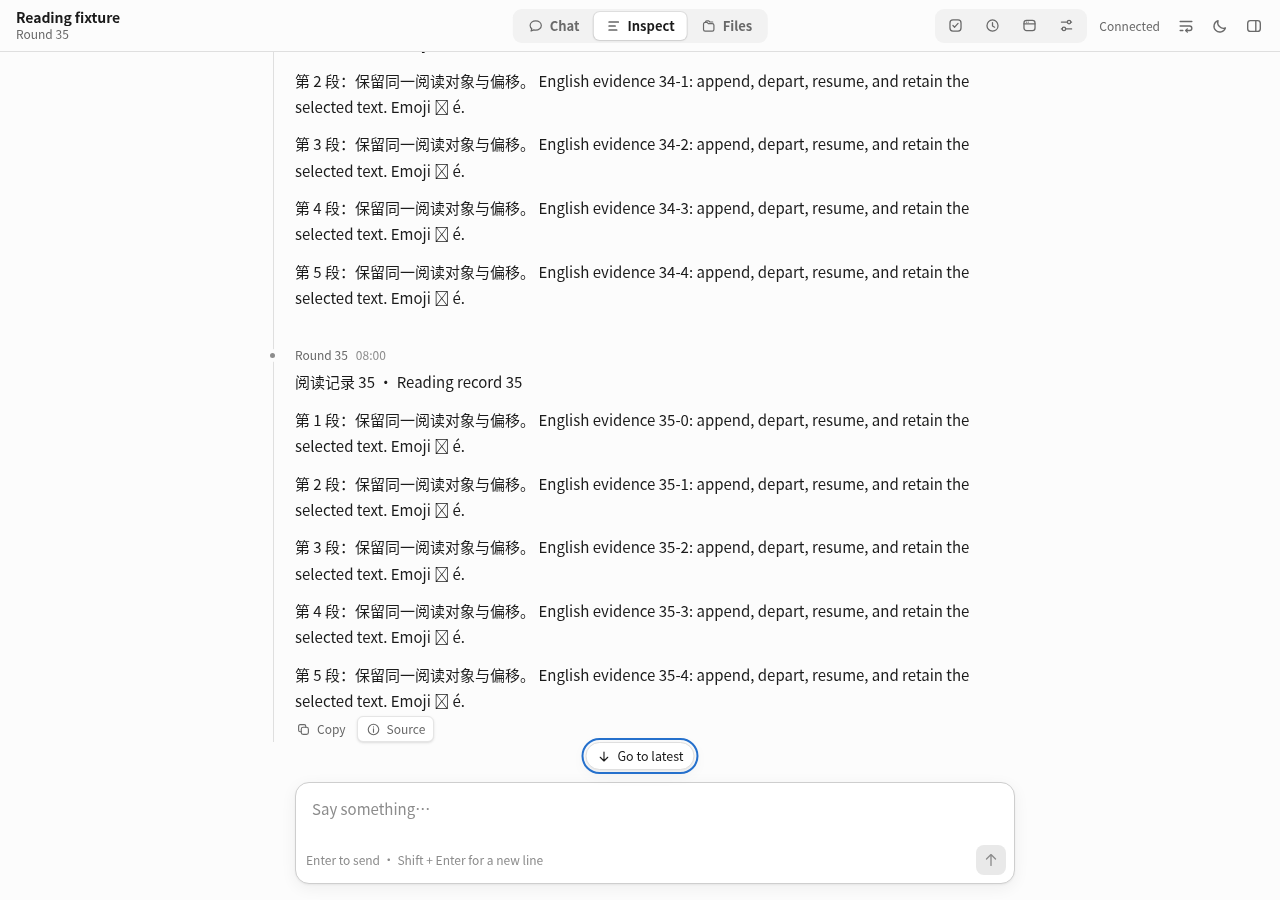 Reading fixture
Round 35
Chat
Inspect
Files
Connected
第 2 段：保留同一阅读对象与偏移。 English evidence 34-1: append, depart, resume, and retain the
selected text. Emoji é.
第 3 段：保留同一阅读对象与偏移。 English evidence 34-2: append, depart, resume, and retain the
selected text. Emoji é.
第 4 段：保留同一阅读对象与偏移。 English evidence 34-3: append, depart, resume, and retain the
selected text. Emoji é.
第 5 段：保留同一阅读对象与偏移。 English evidence 34-4: append, depart, resume, and retain the
selected text. Emoji é.
Round 35 08:00
阅读记录 35 · Reading record 35
第 1 段：保留同一阅读对象与偏移。 English evidence 35-0: append, depart, resume, and retain the
selected text. Emoji é.
第 2 段：保留同一阅读对象与偏移。 English evidence 35-1: append, depart, resume, and retain the
selected text. Emoji é.
第 3 段：保留同一阅读对象与偏移。 English evidence 35-2: append, depart, resume, and retain the
selected text. Emoji é.
第 4 段：保留同一阅读对象与偏移。 English evidence 35-3: append, depart, resume, and retain the
selected text. Emoji é.
第 5 段：保留同一阅读对象与偏移。 English evidence 35-4: append, depart, resume, and retain the
selected text. Emoji é.
Copy
Source
Go to latest
Say something…
Enter to send · Shift + Enter for a new line